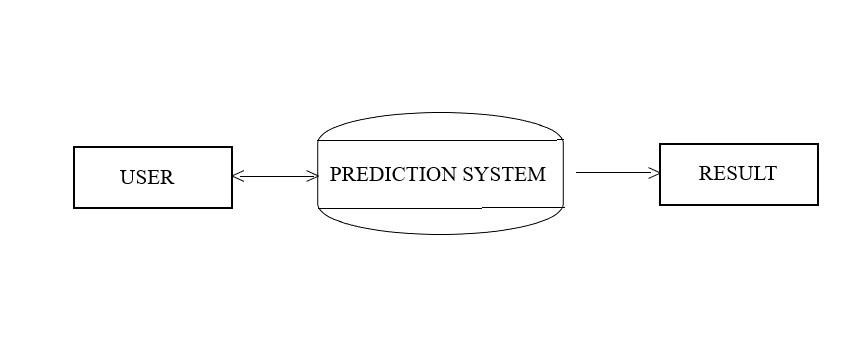 USER
PREDICTION SYSTEM
RESULT